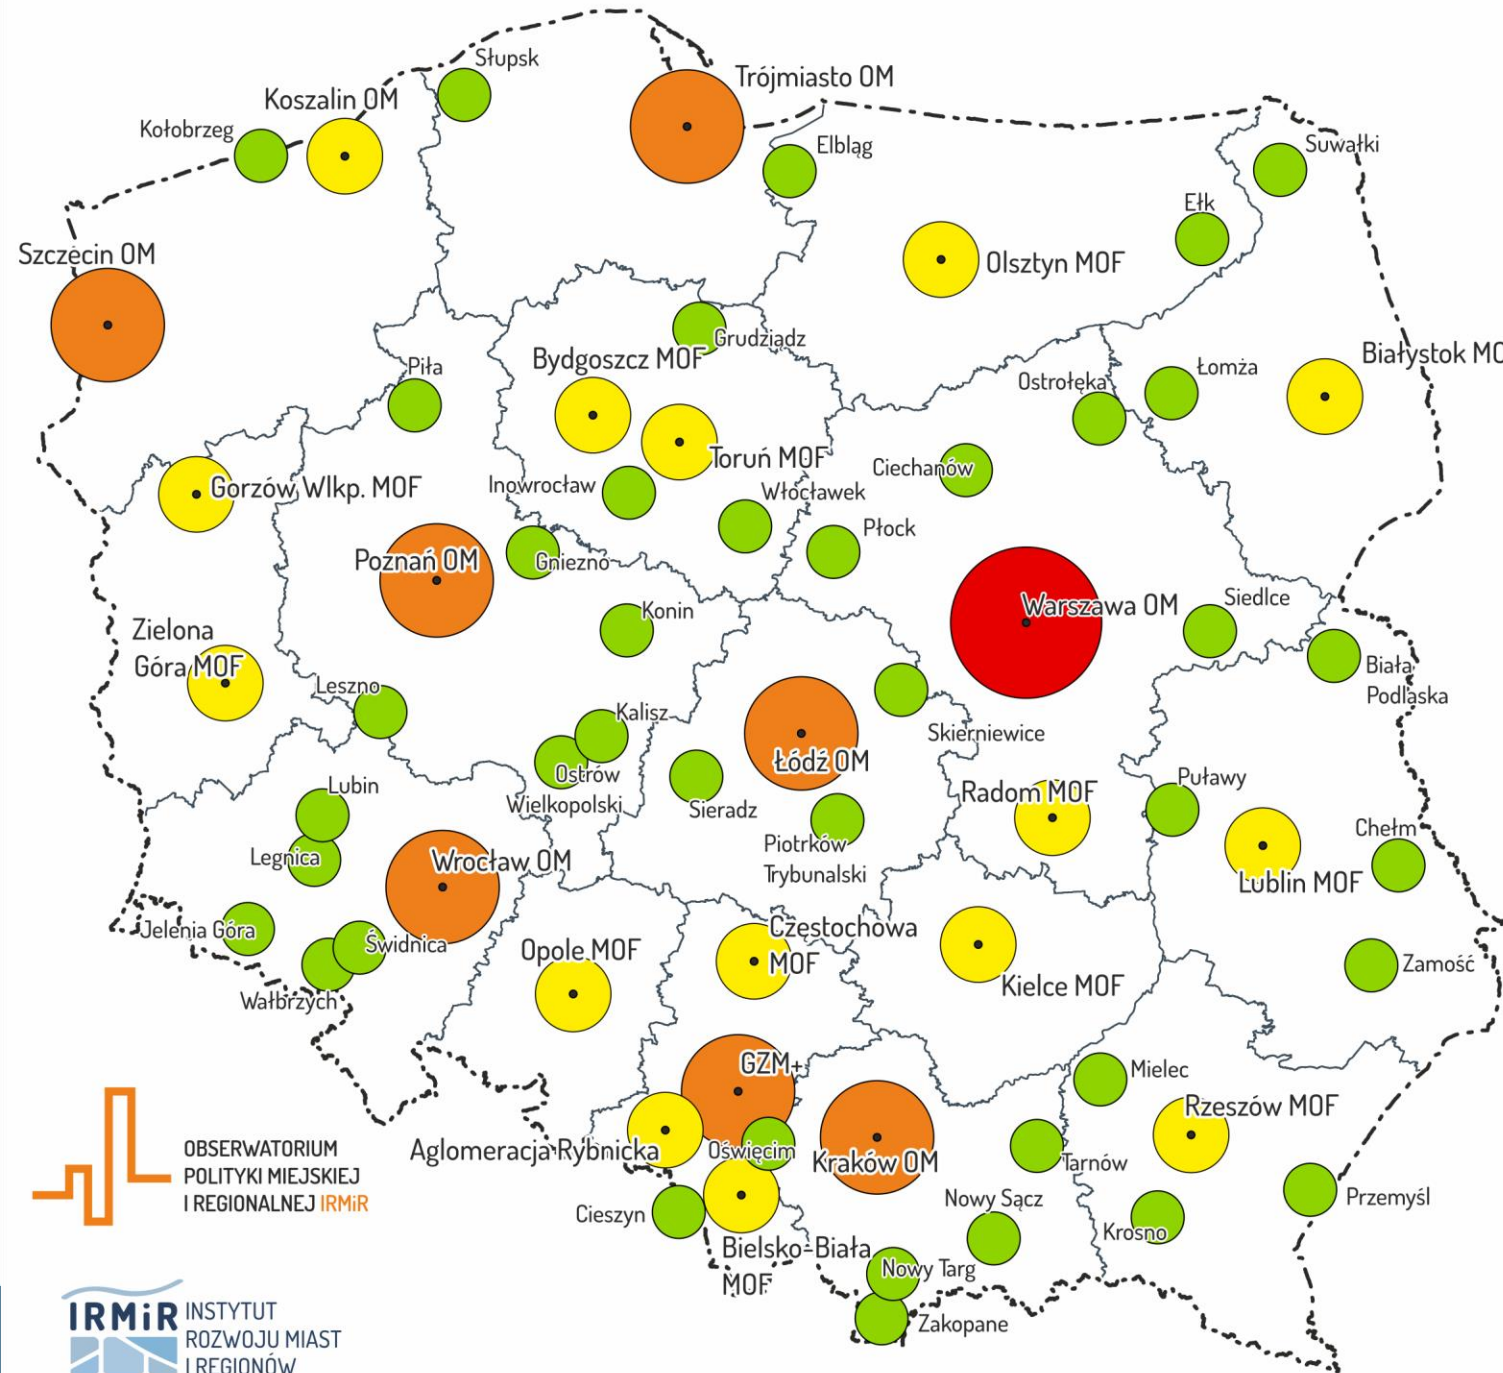 Słupsk
Trójmiasto OM
Koszalin OM
Kołobrzeg
Elbląg
Suwałki
Ełk
Szczecin OM
Olsztyn MOF
Grudziądz
Bydgoszcz MOF
Białystok MO
Piła
Łomża
Ostrołęka
Toruń MOF
Ciechanów
Gorzów Wlkp. MOF
Inowrocław
Włocławek
Płock
Poznań OM
Gniezno
Warszawa OM
Siedlce
Konin
Zielona
Góra MOF
Biała
Podlaska
Leszno
Kalisz
Skierniewice
Łódź OM
Ostrów
Wielkopolski
Sieradz
Lubin
Puławy
Radom MOF
Piotrków
Trybunalski
Chełm
Legnica
Wrocław OM
Lublin MOF
Jelenia Góra
Świdnica
Częstochowa
MOF
Opole MOF
Zamość
Kielce MOF
Wałbrzych
GZM+
Mielec
Rzeszów MOF
Aglomeracja Rybnicka
Oświęcim
Kraków OM
Tarnów
Przemyśl
Nowy Sącz
Cieszyn
Krosno
Bielsko-Biała
MOF
Nowy Targ
Zakopane
OBSERWATORIUM
POLITYKI MIEJSKIEJ
I REGIONALNEJ IRMiR
IRMiR INSTYTUT
ROZWOJU MIAST
I REGIONÓW